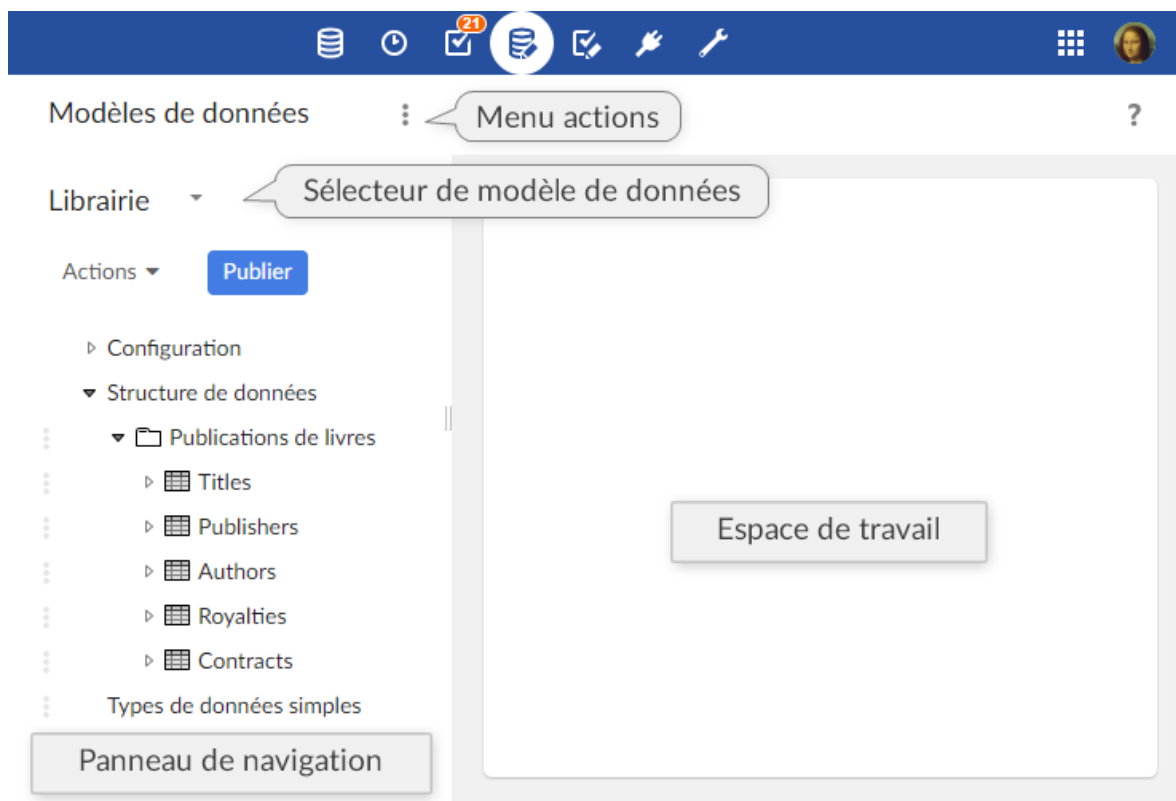 21
Modèles de données
Menu actions
?
Librairie
Sélecteur de modèle de données
Actions
Publier
Configuration
Structure de données
Publications de livres
Titles
Publishers
Authors
Royalties
Contracts
Types de données simples
Panneau de navigation
Espace de travail